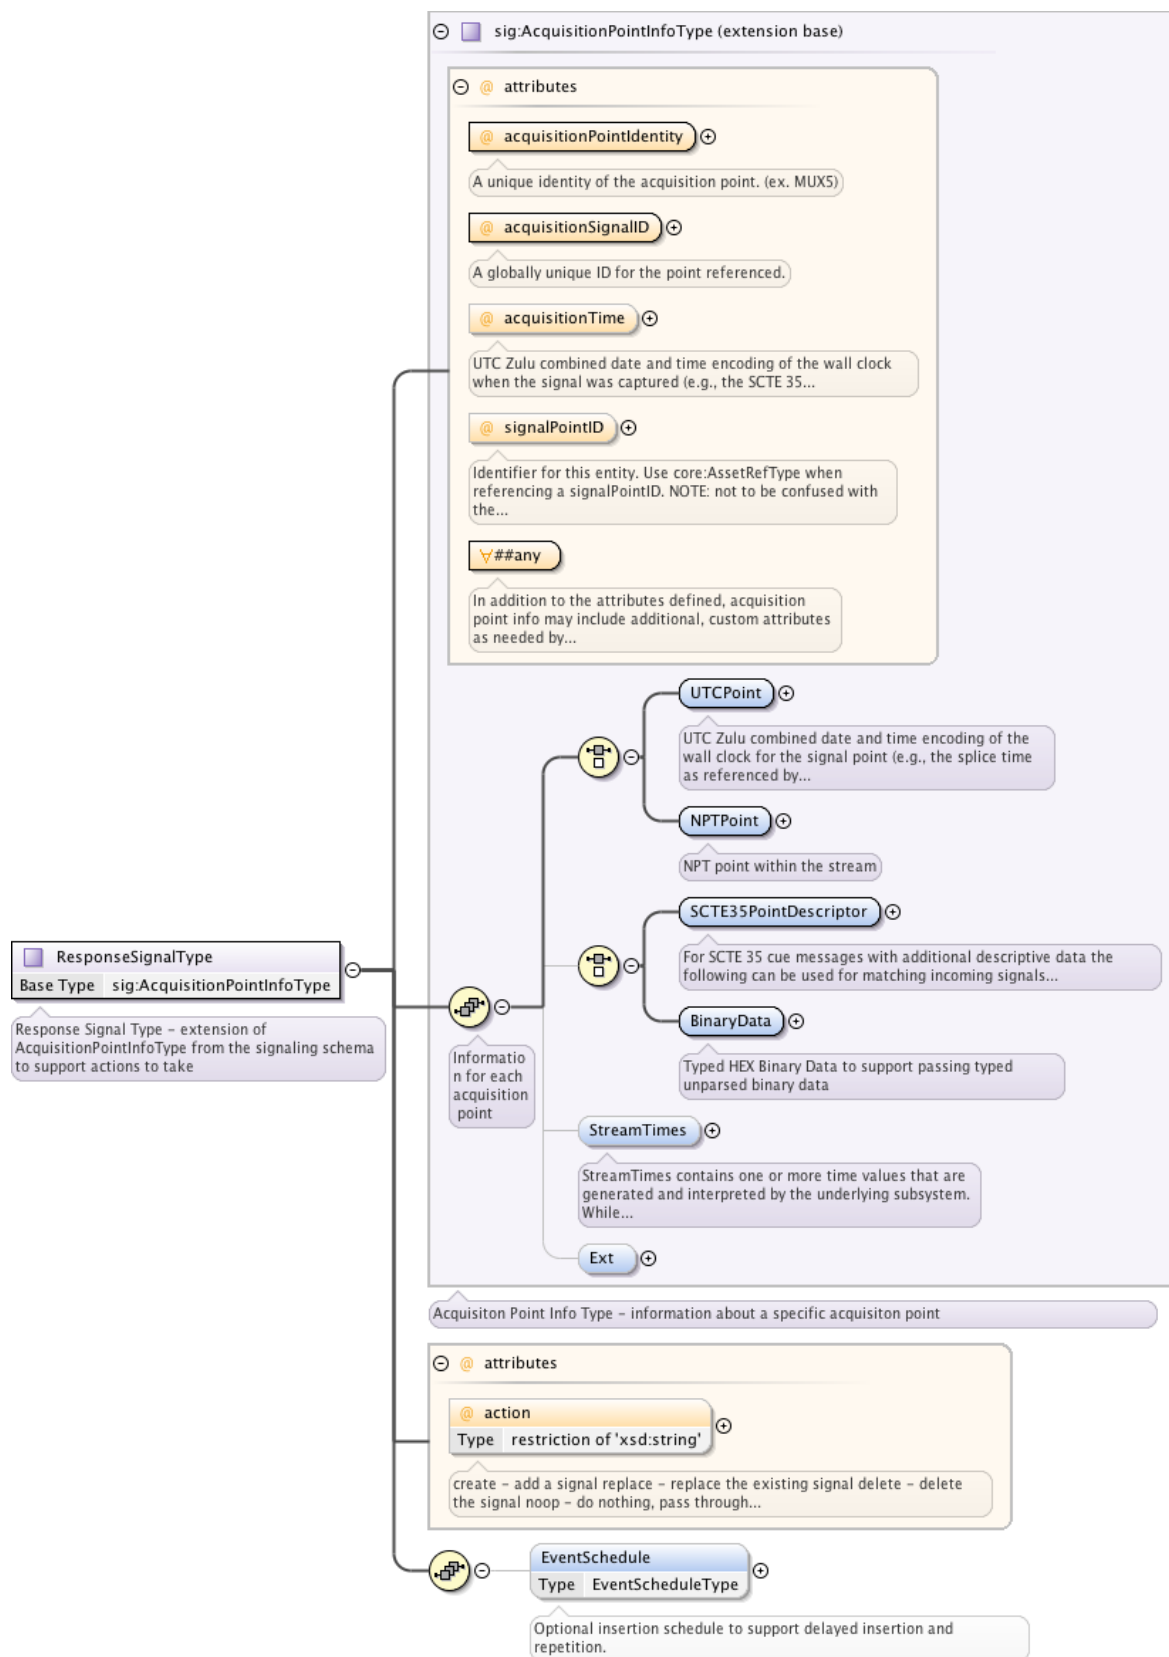 sig:AcquisitionPointInfoType (extension base)
@ attributes
@ acquisitionPointIdentity
A unique identity of the acquisition point. (ex. MUX5)
@ acquisitionSignalID
A globally unique ID for the point referenced.
@ acquisitionTime
UTC Zulu combined date and time encoding of the wall clock
when the signal was captured (e.g., the SCTE 35...
@ signalPointID
Identifier for this entity. Use core:AssetRefType when
referencing a signalPointID. NOTE: not to be confused with
the...
∀##any
In addition to the attributes defined, acquisition
point info may include additional, custom attributes
as needed by...
UTCPoint
UTC Zulu combined date and time encoding of the
wall clock for the signal point (e.g., the splice time
as referenced by...
NPTPoint
NPT point within the stream
SCTE35PointDescriptor
For SCTE 35 cue messages with additional descriptive data the
following can be used for matching incoming signals...
BinaryData
Typed HEX Binary Data to support passing typed
unparsed binary data
ResponseSignalType
Base Type sig:AcquisitionPointInfoType
Response Signal Type – extension of
AcquisitionPointInfoType from the signaling schema
to support actions to take
Informatio
n for each
acquisition
point
StreamTimes
StreamTimes contains one or more time values that are
generated and interpreted by the underlying subsystem.
While...
Ext
Acquisiton Point Info Type – information about a specific acquisiton point
@ attributes
@ action
Type restriction of 'xsd:string'
create – add a signal replace – replace the existing signal delete – delete
the signal noop – do nothing, pass through...
EventSchedule
Type EventScheduleType
Optional insertion schedule to support delayed insertion and
repetition.